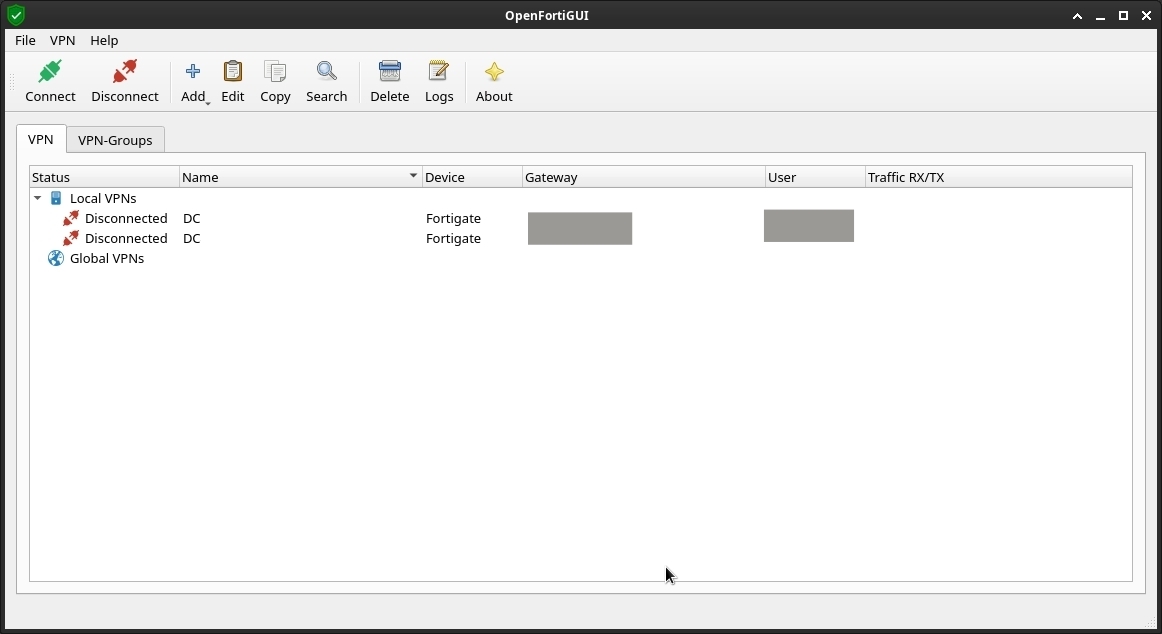 OpenFortiGUI
File VPN Help
Connect Disconnect Add Edit Copy Search Delete Logs About
VPN VPN-Groups
Status Name Device Gateway User Traffic RX/TX
Local VPNs
Disconnected DC Fortigate
Disconnected DC Fortigate
Global VPNs